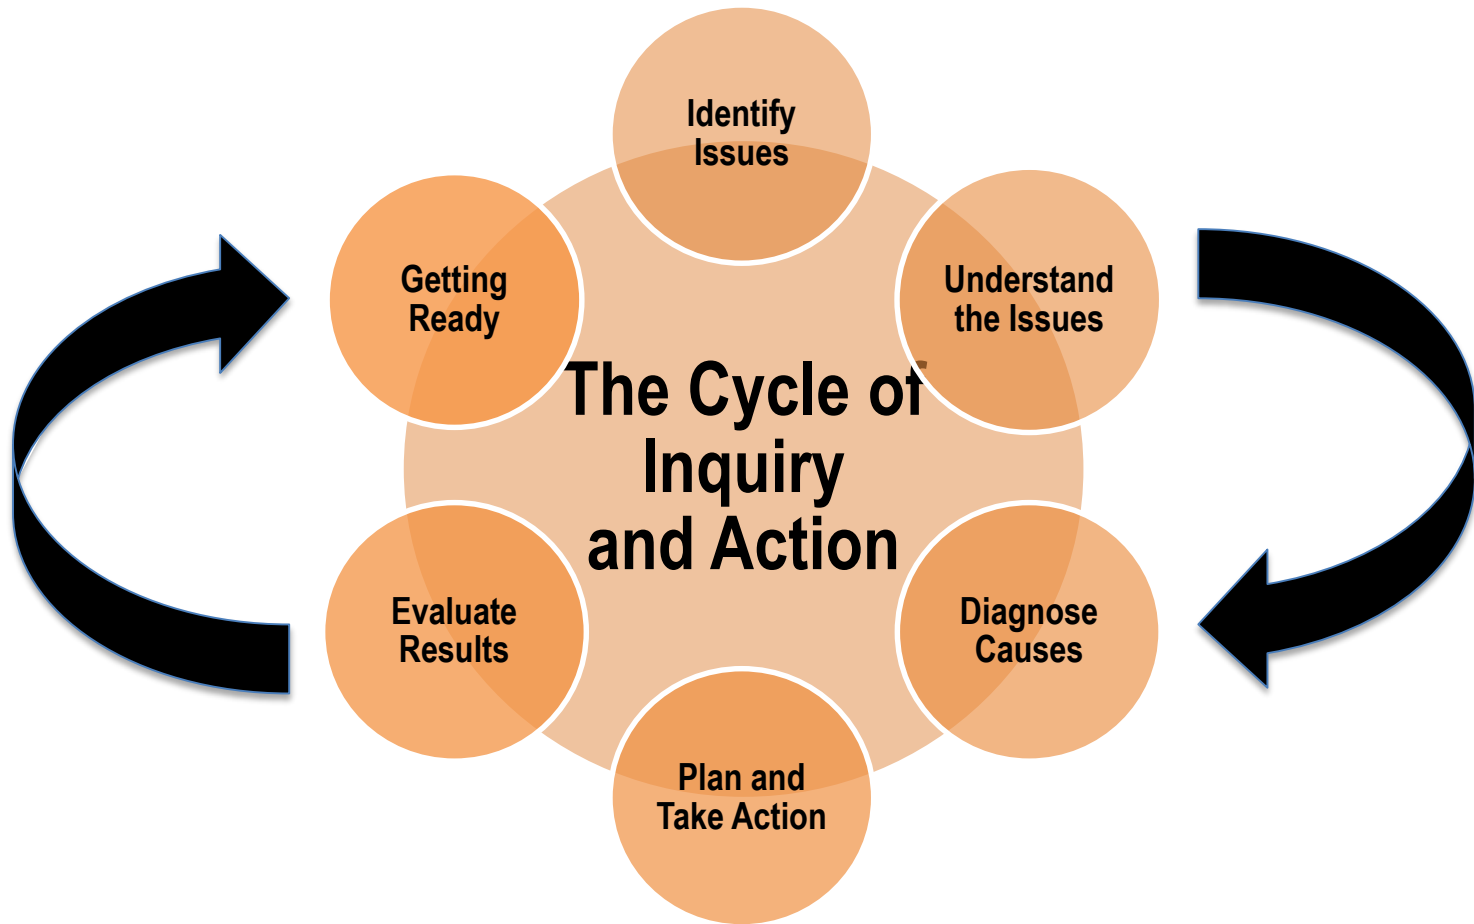 Identify
Issues
Getting
Ready
Understand
the Issues
The Cycle of
Inquiry
and Action
Evaluate
Results
Diagnose
Causes
Plan and
Take Action